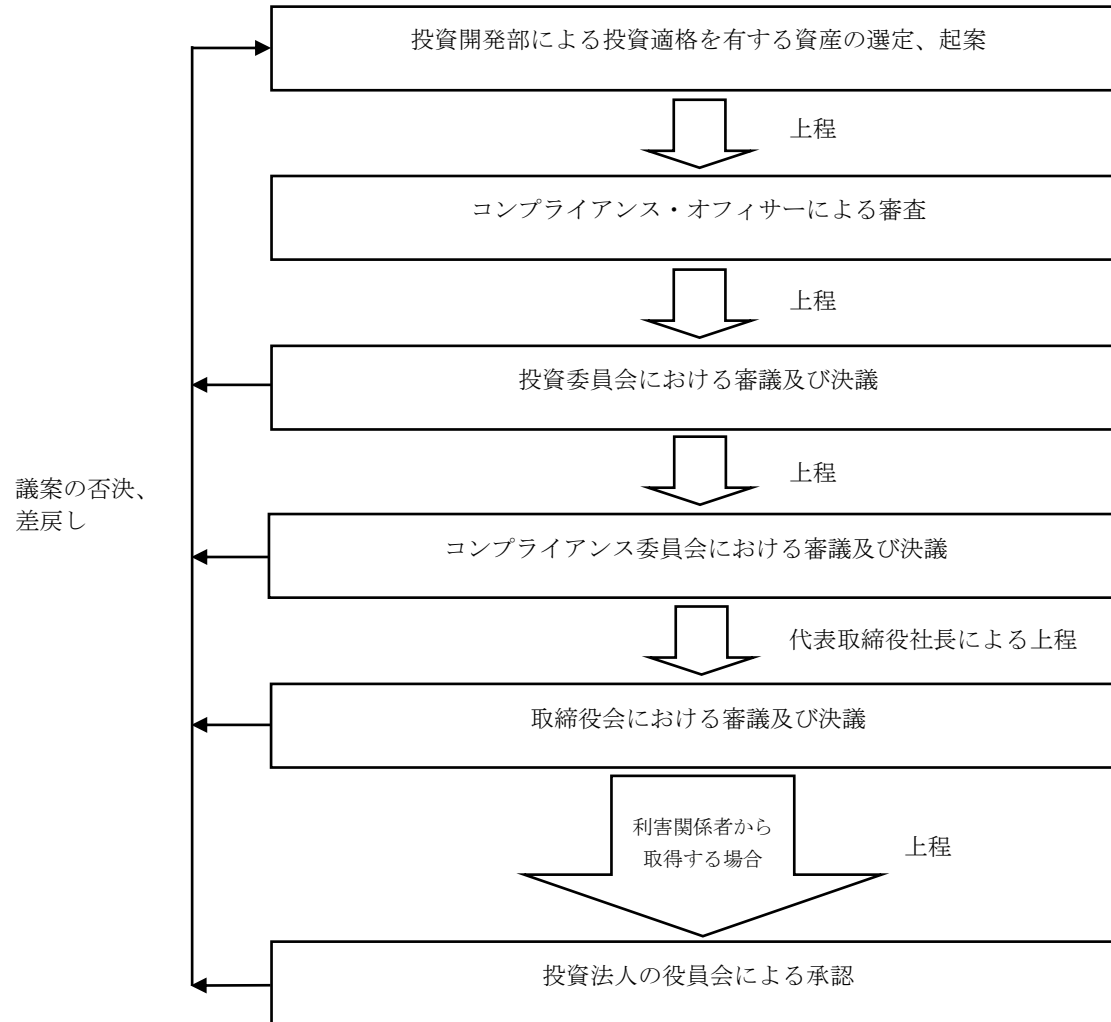 投資開発部による投資適格を有する資産の選定、起案
上程
コンプライアンス・オフィサーによる審査
上程
投資委員会における審議及び決議
上程
議案の否決、
差戻し
コンプライアンス委員会における審議及び決議
代表取締役社長による上程
取締役会における審議及び決議
利害関係者から
取得する場合
上程
投資法人の役員会による承認